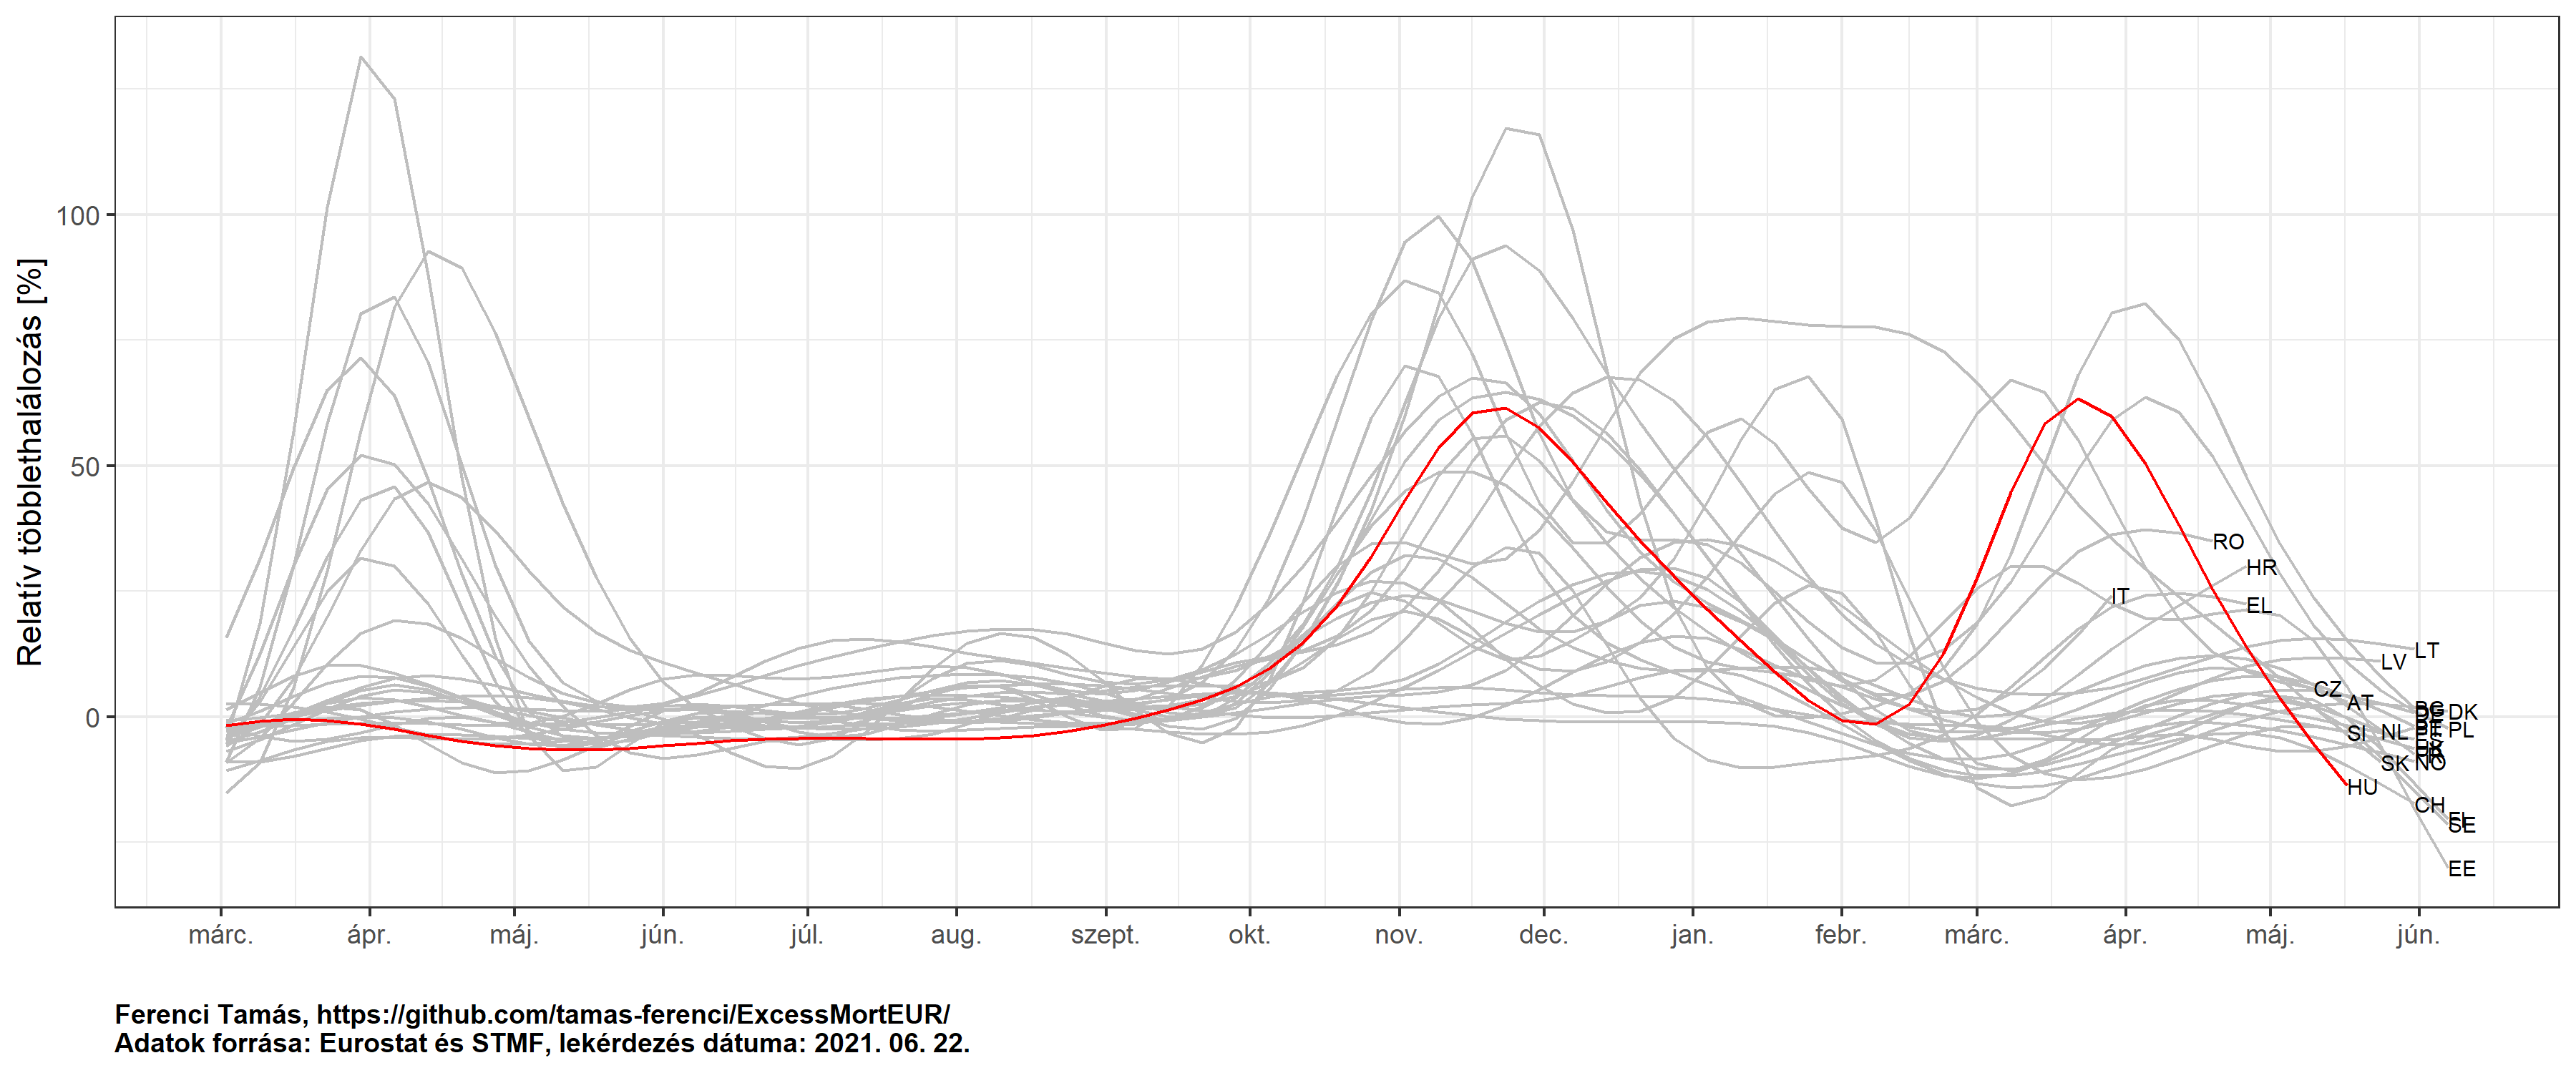 Relatív többlethalálozás [%]
100
50
0
RO
HR
IT
EL
LT
LV
CZ
AT
BG
DK
SI
NL
PL
SK
NO
HU
CH
SE
EE
márc.
ápr.
máj.
jún.
júl.
aug.
szept.
okt.
nov.
dec.
jan.
febr.
márc.
ápr.
máj.
jún.
Ferenci Tamás, https://github.com/tamas-ferenci/ExcessMortEUR/
Adatok forrása: Eurostat és STMF, lekérdezés dátuma: 2021. 06. 22.